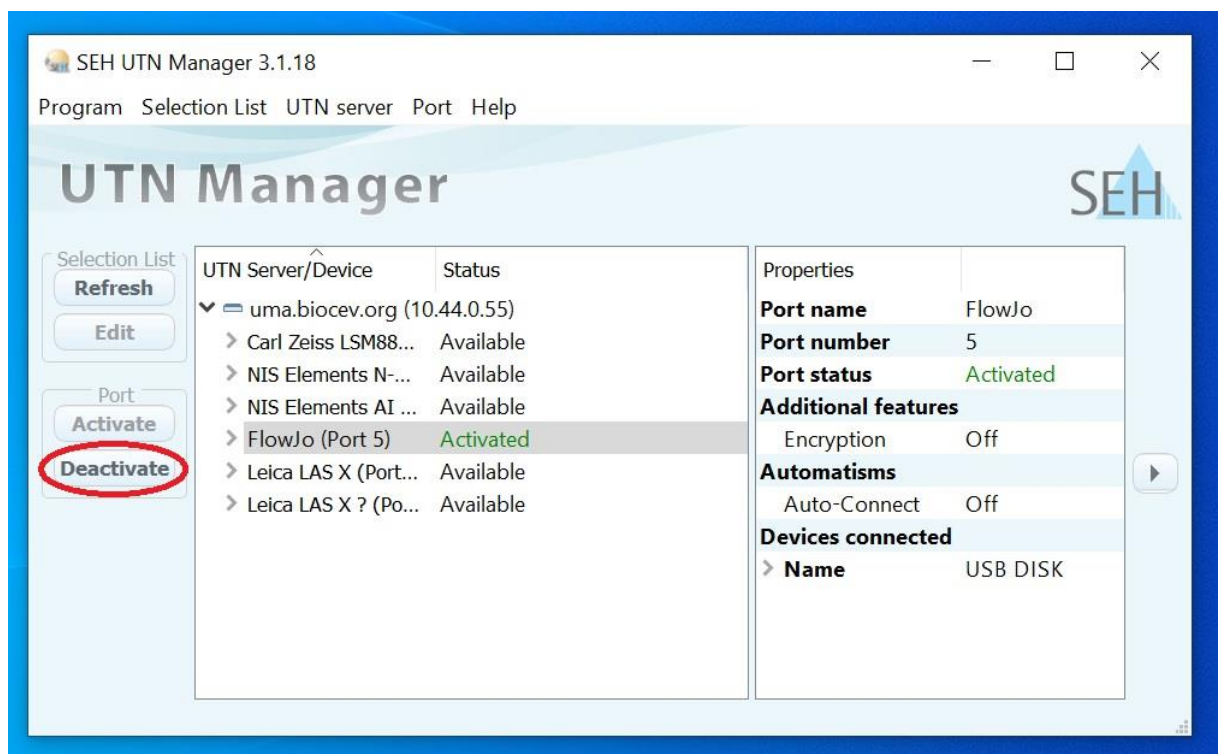 SEH UTN Manager 3.1.18
Program Selection List UTN server Port Help
UTN Manager
SEH
Selection List
Refresh
Edit
Port
Activate
Deactivate
UTN Server/Device Status
uma.biocev.org (10.44.0.55)
Carl Zeiss LSM88... Available
NIS Elements N-... Available
NIS Elements AI ... Available
FlowJo (Port 5) Activated
Leica LAS X (Port... Available
Leica LAS X ? (Po... Available
Properties
Port name FlowJo
Port number 5
Port status Activated
Additional features
Encryption Off
Automatisms
Auto-Connect Off
Devices connected
Name USB DISK